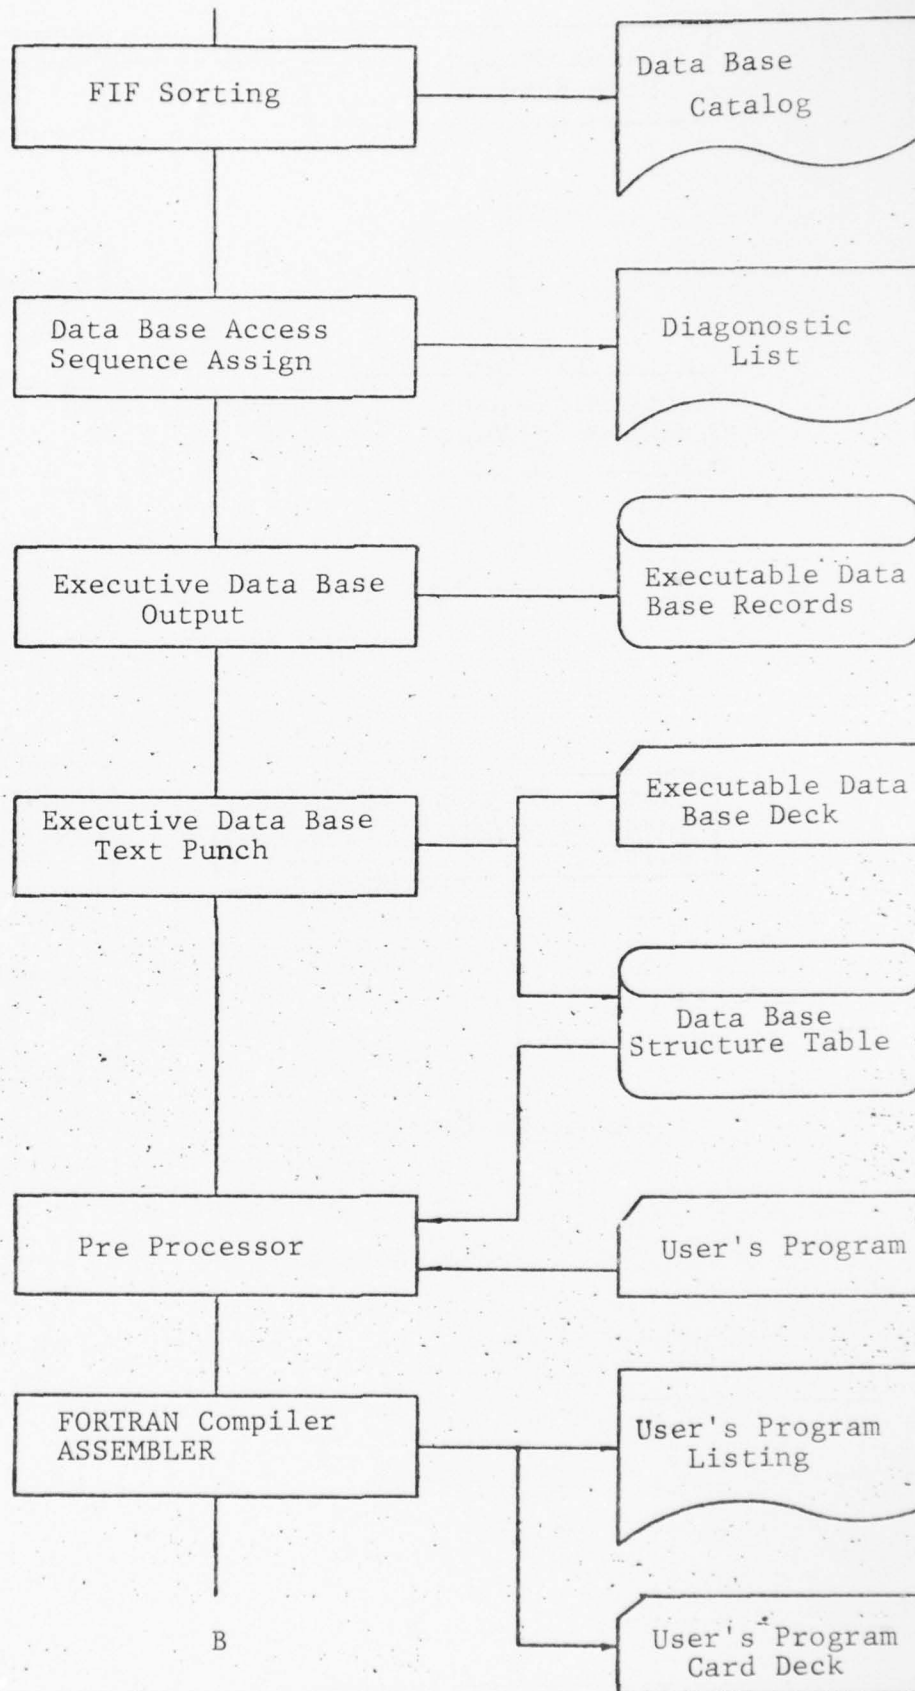 FIF Sorting
Data Base
Catalog
Data Base Access
Sequence Assign
Diagonostic
List
Executive Data Base
Output
Executable Data
Base Records
Executive Data Base
Text Punch
Executable Data
Base Deck
Data Base
Structure Table
Pre Processor
User's Program
FORTRAN Compiler
ASSEMBLER
User's Program
Listing
B
User's Program
Card Deck